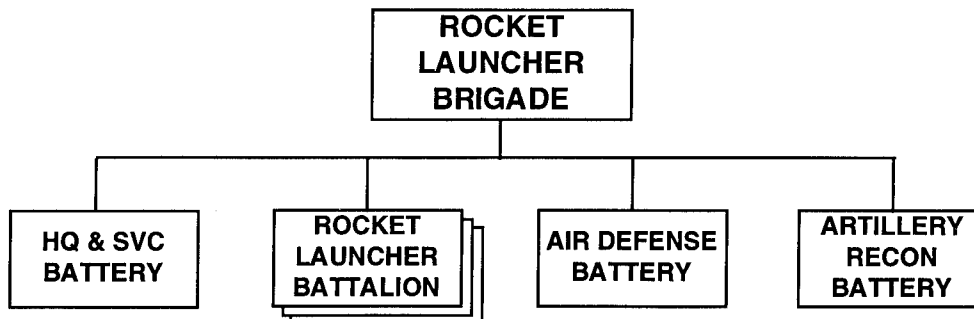 ROCKET
LAUNCHER
BRIGADE
HQ & SVC
BATTERY
ROCKET
LAUNCHER
BATTALION
AIR DEFENSE
BATTERY
ARTILLERY
RECON
BATTERY